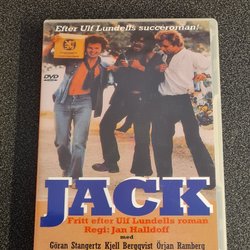 Efter Ulf Lundells succéroman!
DVD
JACK
Fritt efter Ulf Lundells roman
Regi: Jan Halldoff
med
Göran Stangertz Kjell Bergqvist Örjan Ramberg